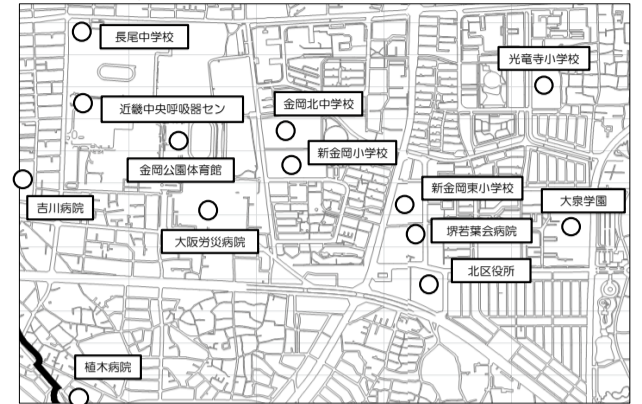 長尾中学校
光竜寺小学校
近畿中央呼吸器セン
金岡北中学校
新金岡小学校
金岡公園体育館
新金岡東小学校
大泉学園
吉川病院
堺若葉会病院
大阪労災病院
北区役所
植木病院